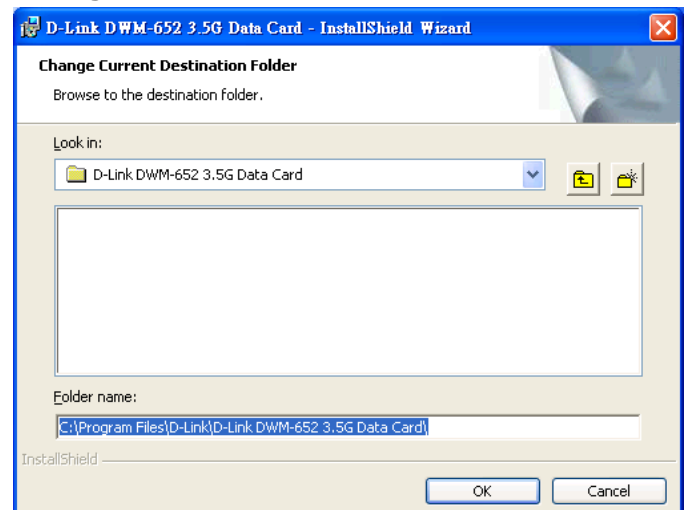 D-Link DWM-652 3.5G Data Card - InstallShield Wizard
Change Current Destination Folder
Browse to the destination folder.
Look in:
D-Link DWM-652 3.5G Data Card
Folder name:
C:\Program Files\D-Link\D-Link DWM-652 3.5G Data Card\
InstallShield
OK Cancel